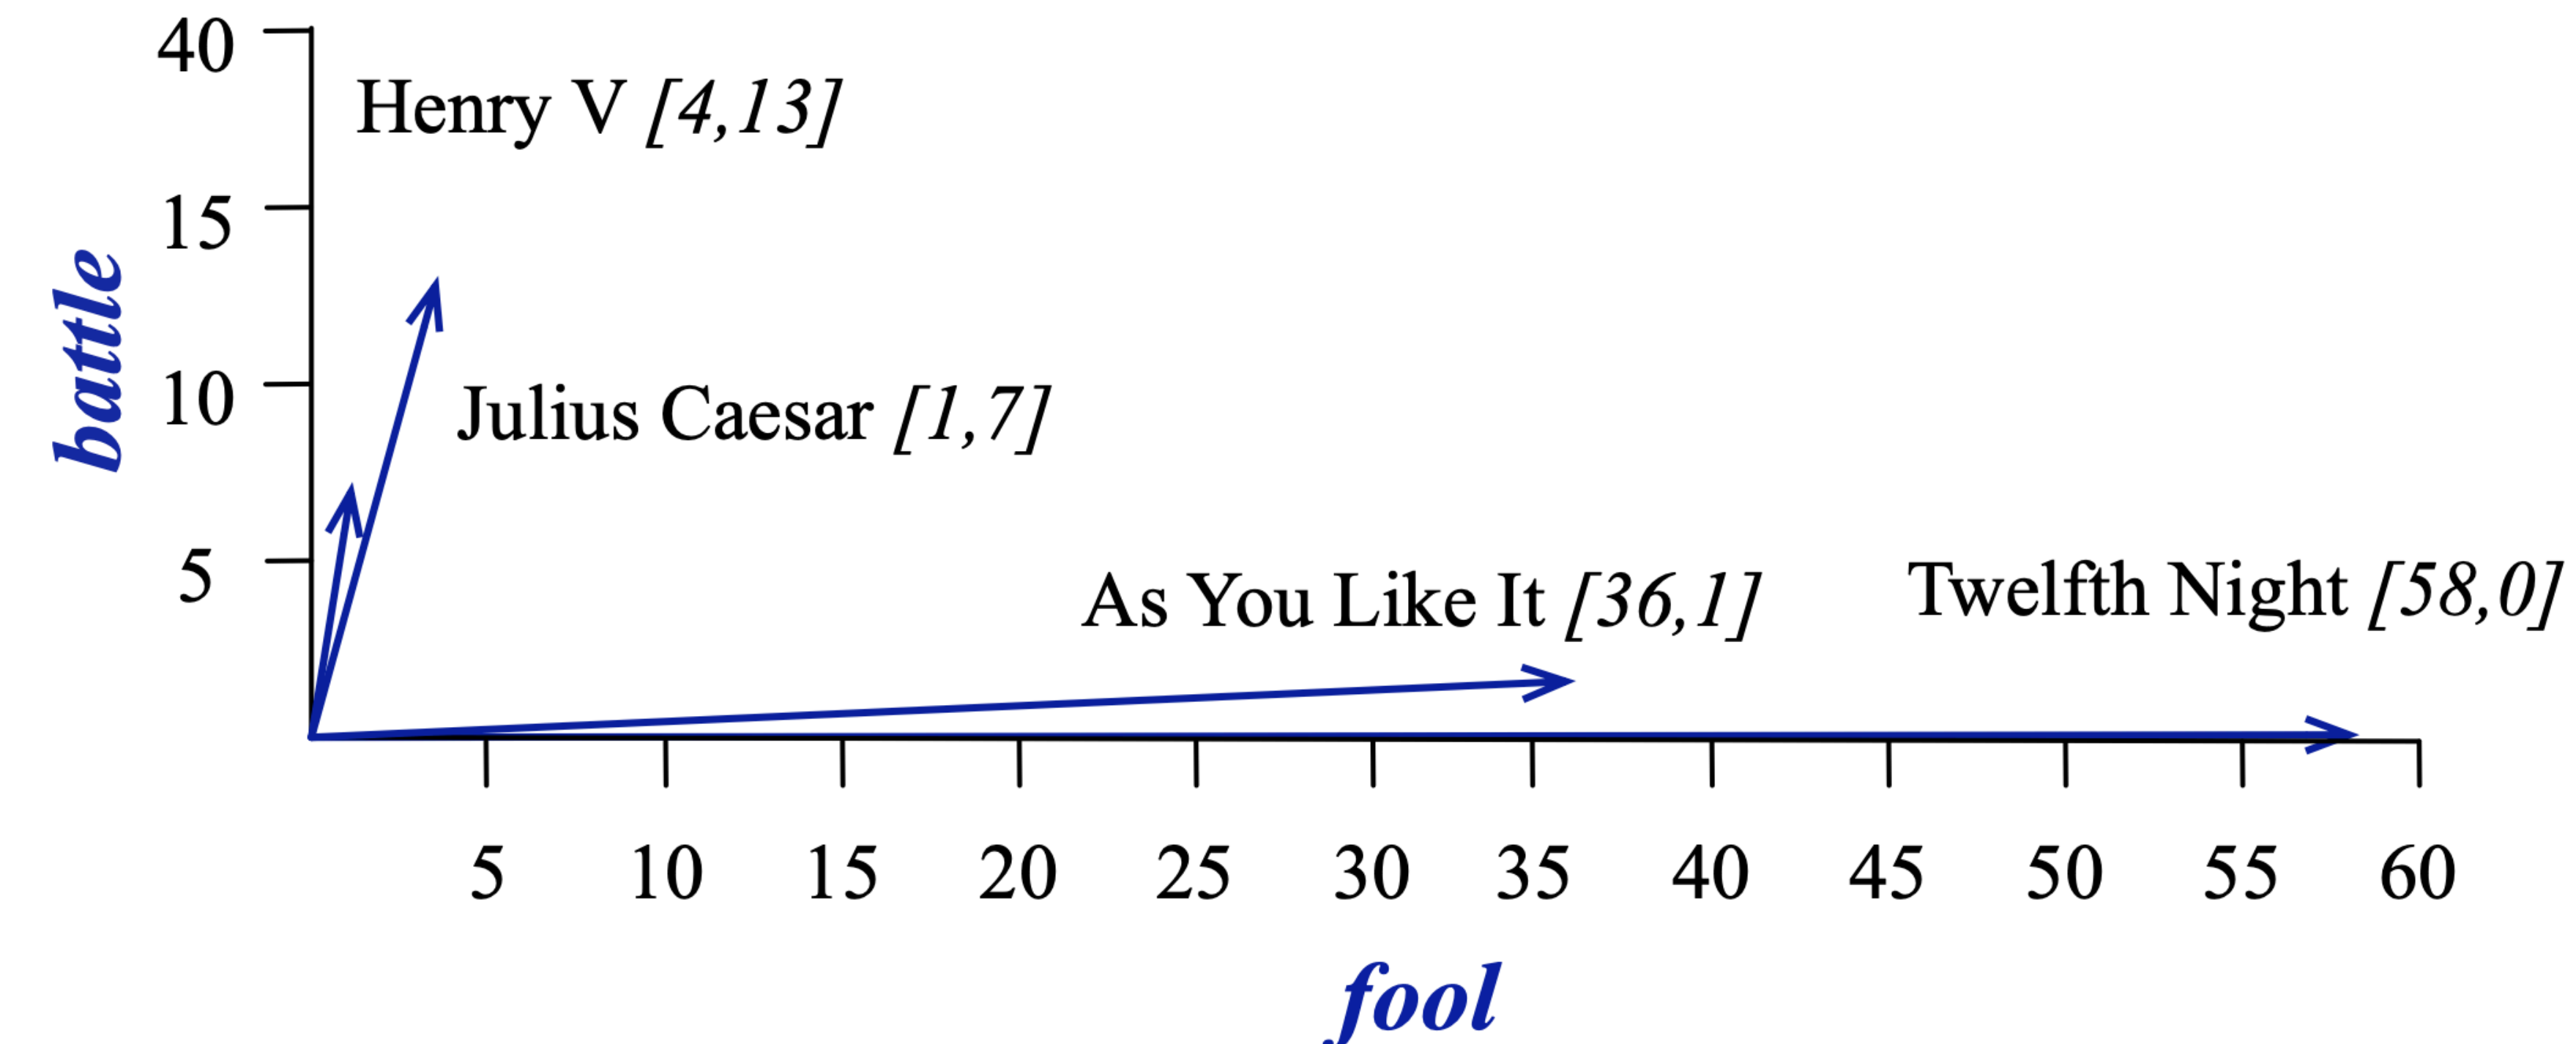 40
Henry V [4,13]
15
battle
10
Julius Caesar [1,7]
5
As You Like It [36,1]
Twelfth Night [58,0]
5 10 15 20 25 30 35 40 45 50 55 60
fool